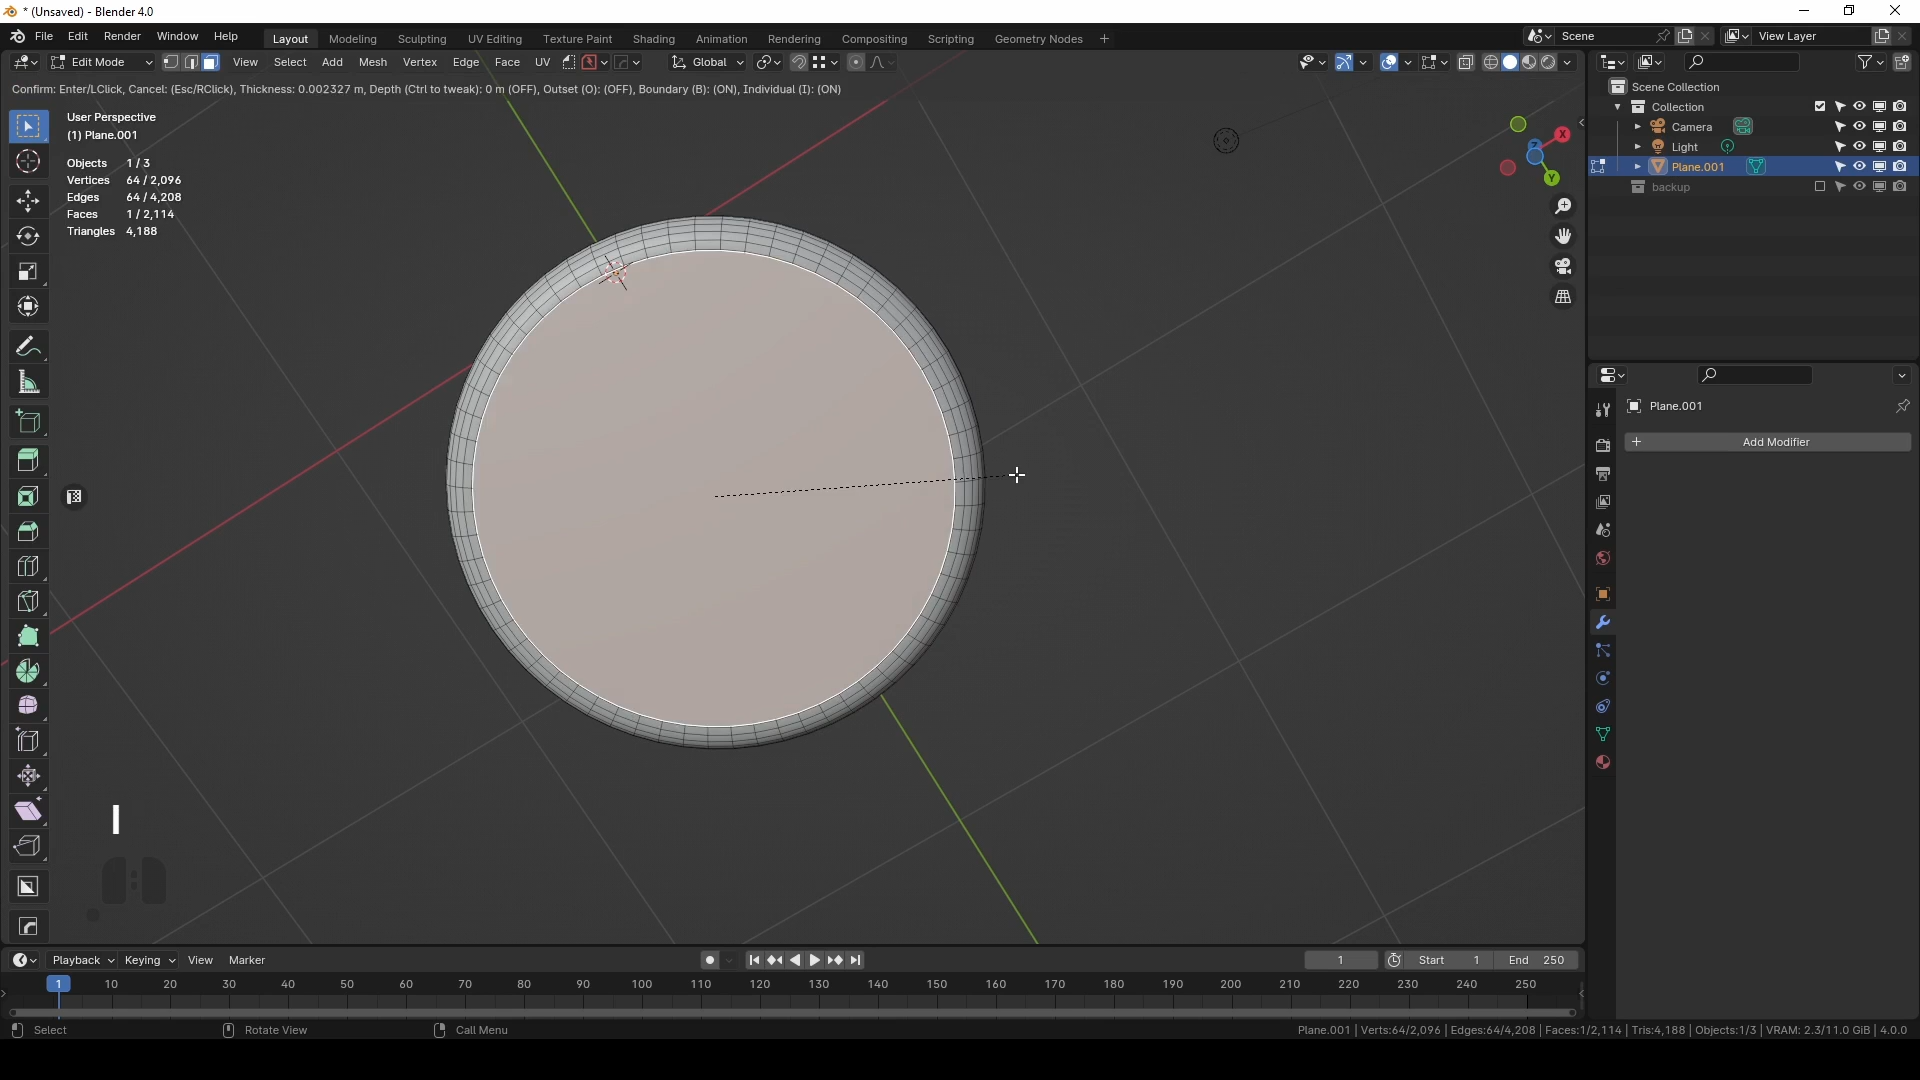 * (Unsaved) - Blender 4.0
File Edit Render Window Help
Layout Modeling Sculpting UV Editing Texture Paint Shading Animation Rendering Compositing Scripting Geometry Nodes +
Scene
View Layer
Edit Mode View Select Add Mesh Vertex Edge Face UV
Global
Confirm: Enter/LClick, Cancel: (Esc/RClick), Thickness: 0.002327 m, Depth (Ctrl to tweak): 0 m (OFF), Outset (O): (OFF), Boundary (B): (ON), Individual (I): (ON)
User Perspective
(1) Plane.001
Objects 1 / 3
Vertices 64 / 2,096
Edges 64 / 4,208
Faces 1 / 2,114
Triangles 4,188
X
Y
Z
I
Scene Collection
Collection
Camera
Light
Plane.001
backup
Plane.001
+ Add Modifier
Playback Keying View Marker
1
Start 1
End 250
1 10 20 30 40 50 60 70 80 90 100 110 120 130 140 150 160 170 180 190 200 210 220 230 240 250
Select
Rotate View
Call Menu
Plane.001 | Verts:64/2,096 | Edges:64/4,208 | Faces:1/2,114 | Tris:4,188 | Objects:1/3 | VRAM: 2.3/11.0 GiB | 4.0.0